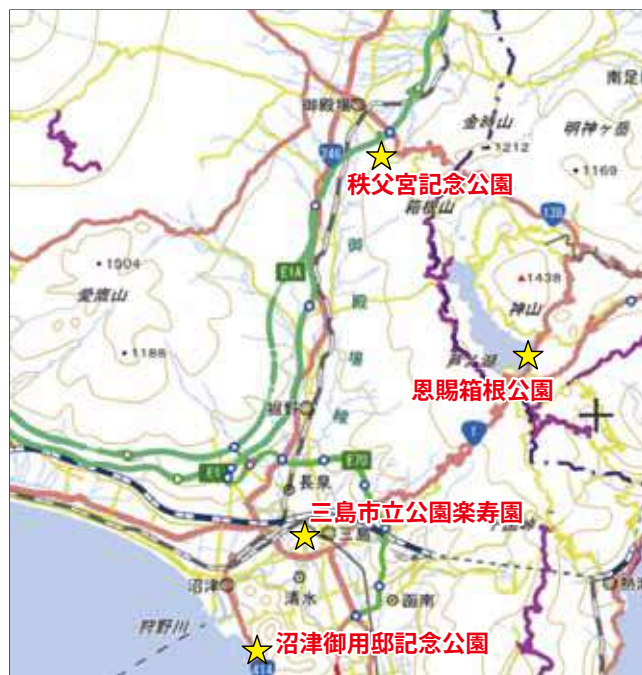 南足
御殿場
金時山
明神ヶ岳
・1212
246
・1169
秩父宮記念公園
箱根山
138
御殿場線
・1504
E1A
▲1438
愛鷹山
神山
・1188
芦ノ湖
恩賜箱根公園
裾野
1
E1
E70
長泉
三島市立公園楽寿園
三島
沼津
清水
函南
熱海
狩野川
沼津御用邸記念公園
414